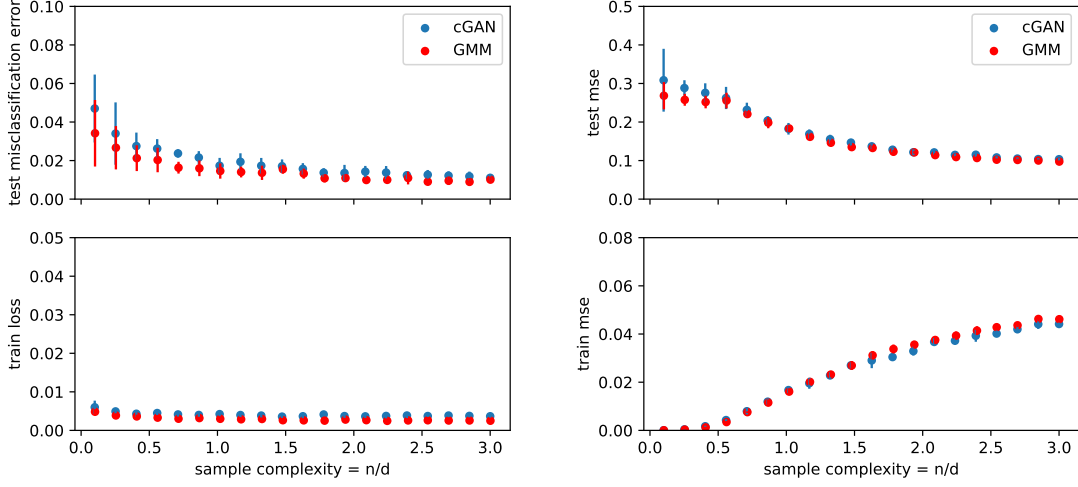 test misclassification error
0.10
0.08
0.06
0.04
0.02
0.00
cGAN
GMM
test mse
0.5
0.4
0.3
0.2
0.1
0.0
cGAN
GMM
train loss
0.05
0.04
0.03
0.02
0.01
0.00
0.0 0.5 1.0 1.5 2.0 2.5 3.0
sample complexity = n/d
train mse
0.08
0.06
0.04
0.02
0.00
0.0 0.5 1.0 1.5 2.0 2.5 3.0
sample complexity = n/d